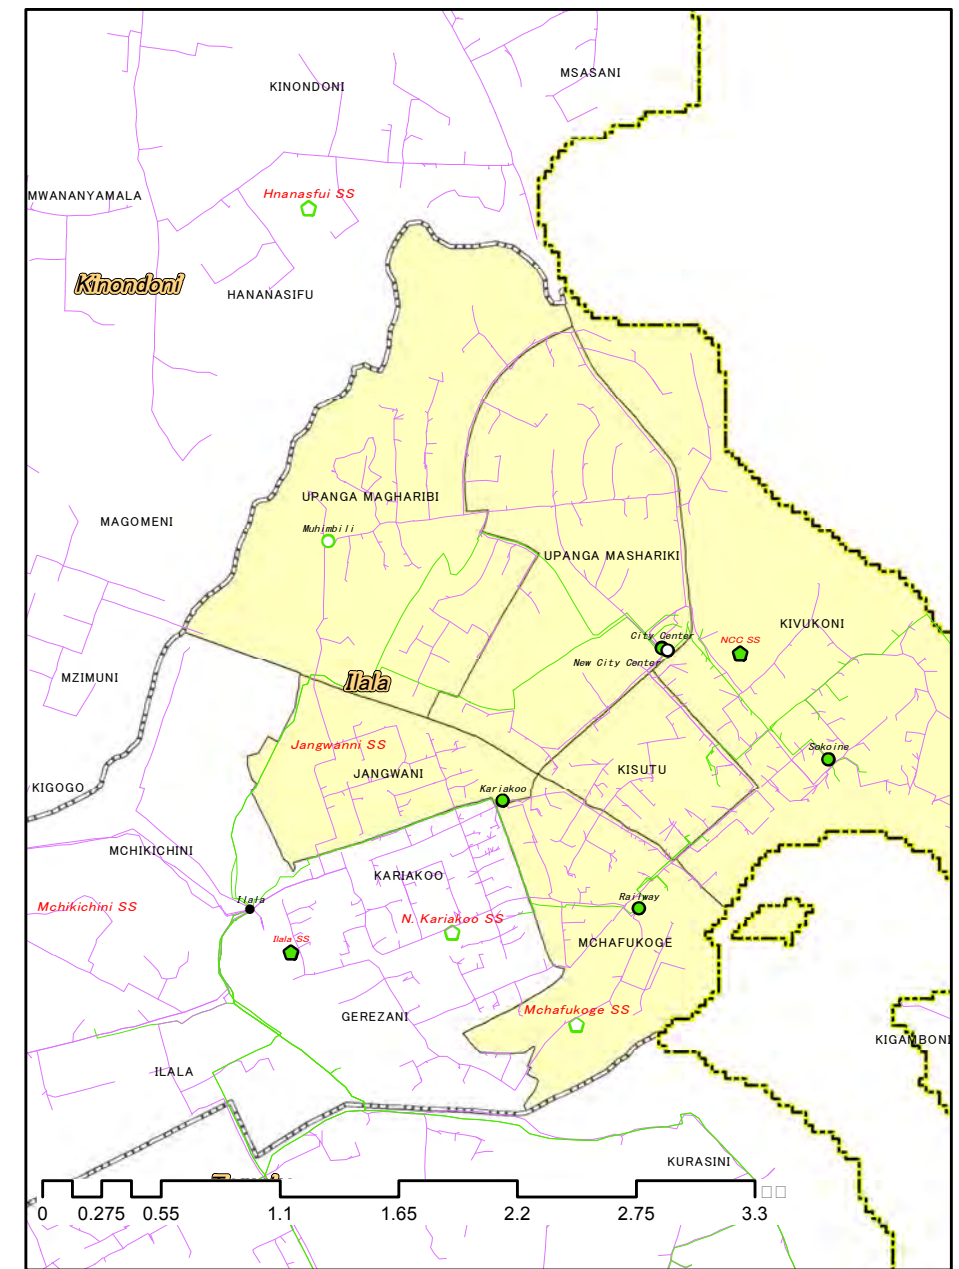 MSASANI
KINONDONI
MWANANYAMALA
Hnanasfui SS
Kinondoni
HANANASIFU
UPANGA MAGHARIBI
MAGOMENI
Muhimbili
UPANGA MASHARIKI
KIVUKONI
City Center
NCC SS
New City Center
MZIMUNI
Ilala
Jangwanni SS
Sokoine
JANGWANI
KISUTU
KIGOGO
Kariakoo
MCHIKICHINI
KARIAKOO
Ilala
Mchikichini SS
Railway
N. Kariakoo SS
Ilala SS
MCHAFUKOGE
Mchafukoge SS
GEREZANI
KIGAMBONI
ILALA
KURASINI
0 0.275 0.55 1.1 1.65 2.2 2.75 3.3